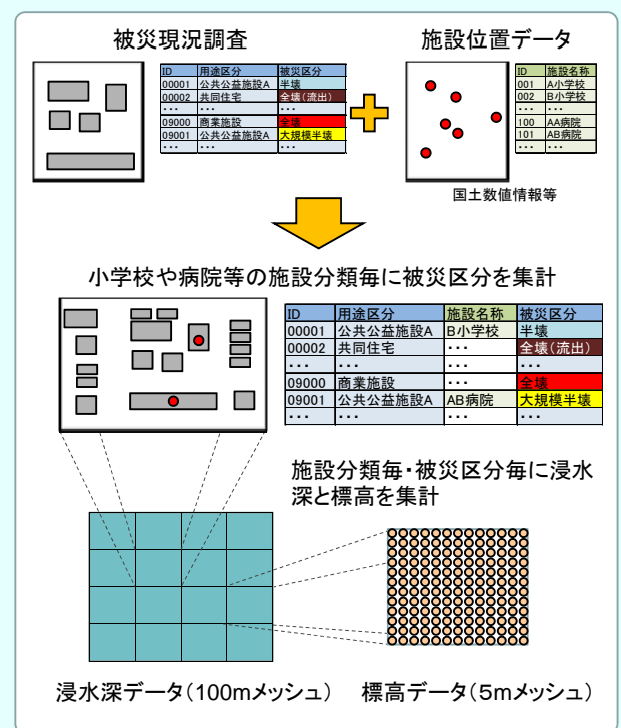 被災現況調査
施設位置データ
ID 用途区分 被災区分
00001 公共公益施設A 半壊
00002 共同住宅 全壊(流出)
・・・ ・・・ ・・・
09000 商業施設 全壊
09001 公共公益施設A 大規模半壊
・・・ ・・・ ・・・
ID 施設名称
001 A小学校
002 B小学校
・・・ ・・・
100 AA病院
101 AB病院
・・・ ・・・
国土数値情報等
小学校や病院等の施設分類毎に被災区分を集計
ID 用途区分 施設名称 被災区分
00001 公共公益施設A B小学校 半壊
00002 共同住宅 ・・・ 全壊(流出)
・・・ ・・・ ・・・ ・・・
09000 商業施設 ・・・ 全壊
09001 公共公益施設A AB病院 大規模半壊
・・・ ・・・ ・・・ ・・・
施設分類毎・被災区分毎に浸水
深と標高を集計
浸水深データ(100mメッシュ)
標高データ(5mメッシュ)